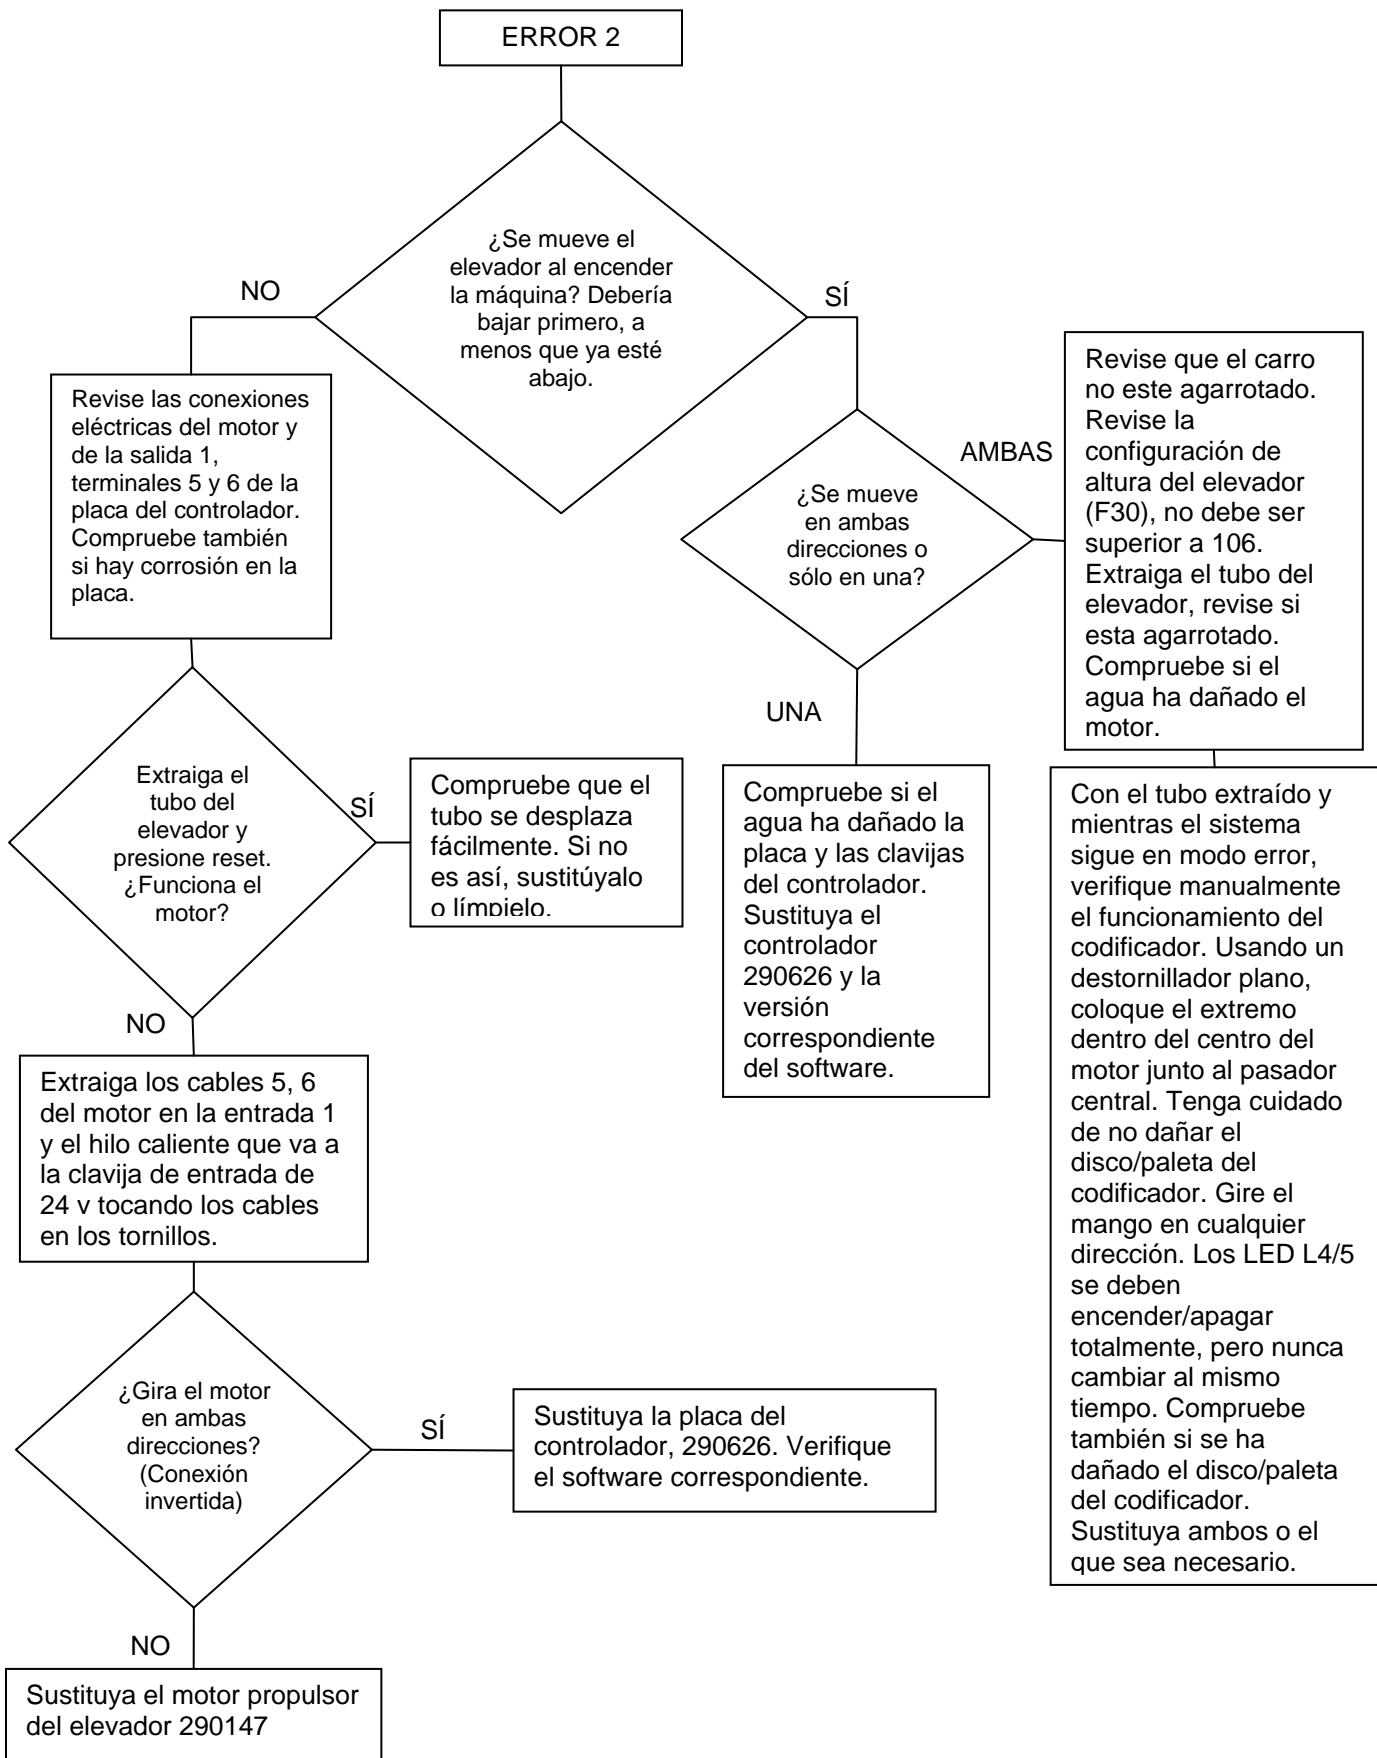 ERROR 2
¿Se mueve el
elevador al encender
la máquina? Debería
bajar primero, a
menos que ya esté
abajo.
NO
SÍ
Revise las conexiones
eléctricas del motor y
de la salida 1,
terminales 5 y 6 de la
placa del controlador.
Compruebe también
si hay corrosión en la
placa.
¿Se mueve
en ambas
direcciones o
sólo en una?
AMBAS
Revise que el carro
no este agarrotado.
Revise la
configuración de
altura del elevador
(F30), no debe ser
superior a 106.
Extraiga el tubo del
elevador, revise si
esta agarrotado.
Compruebe si el
agua ha dañado el
motor.
UNA
Extraiga el
tubo del
elevador y
presione reset.
¿Funciona el
motor?
SÍ
Compruebe que el
tubo se desplaza
fácilmente. Si no
es así, sustitúyalo
o límpielo.
Compruebe si el
agua ha dañado la
placa y las clavijas
del controlador.
Sustituya el
controlador
290626 y la
versión
correspondiente
del software.
Con el tubo extraído y
mientras el sistema
sigue en modo error,
verifique manualmente
el funcionamiento del
codificador. Usando un
destornillador plano,
coloque el extremo
dentro del centro del
motor junto al pasador
central. Tenga cuidado
de no dañar el
disco/paleta del
codificador. Gire el
mango en cualquier
dirección. Los LED L4/5
se deben
encender/apagar
totalmente, pero nunca
cambiar al mismo
tiempo. Compruebe
también si se ha
dañado el disco/paleta
del codificador.
Sustituya ambos o el
que sea necesario.
NO
Extraiga los cables 5, 6
del motor en la entrada 1
y el hilo caliente que va a
la clavija de entrada de
24 v tocando los cables
en los tornillos.
¿Gira el motor
en ambas
direcciones?
(Conexión
invertida)
SÍ
Sustituya la placa del
controlador, 290626. Verifique
el software correspondiente.
NO
Sustituya el motor propulsor
del elevador 290147